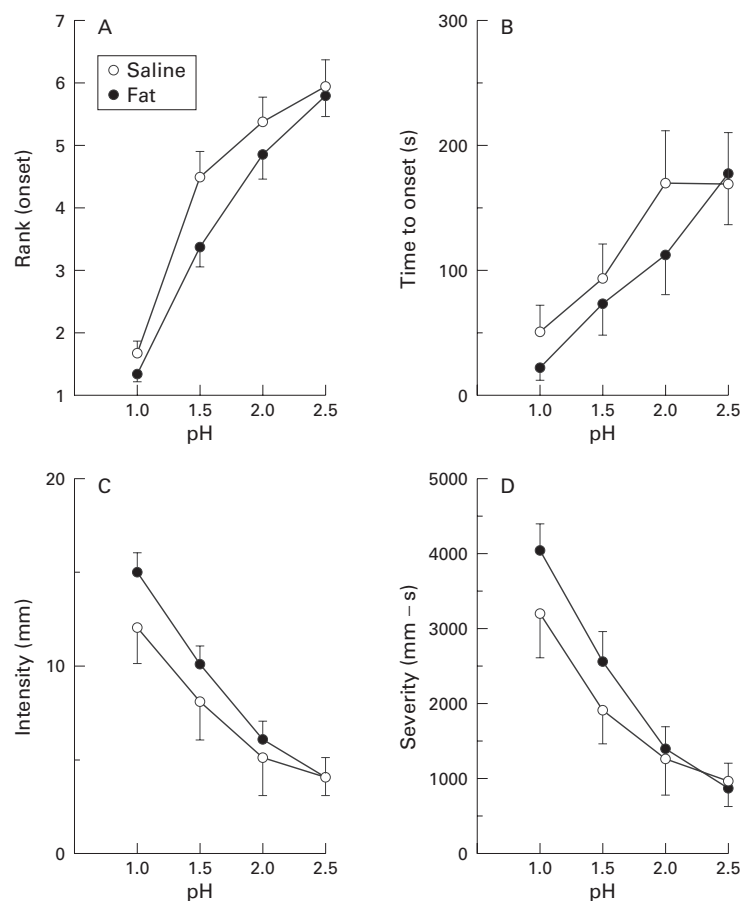 A
7
6
5
4
3
2
1
Rank (onset)
Saline
Fat
1.0 1.5 2.0 2.5
pH
B
300
200
100
0
Time to onset (s)
1.0 1.5 2.0 2.5
pH
C
20
10
0
Intensity (mm)
1.0 1.5 2.0 2.5
pH
D
5000
4000
3000
2000
1000
0
Severity (mm – s)
1.0 1.5 2.0 2.5
pH